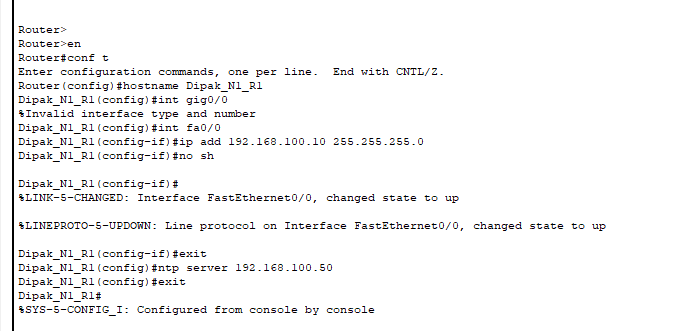 Router>
Router>en
Router#conf t
Enter configuration commands, one per line.  End with CNTL/Z.
Router(config)#hostname Dipak_N1_R1
Dipak_N1_R1(config)#int gig0/0
%Invalid interface type and number
Dipak_N1_R1(config)#int fa0/0
Dipak_N1_R1(config-if)#ip add 192.168.100.10 255.255.255.0
Dipak_N1_R1(config-if)#no sh
Dipak_N1_R1(config-if)#
%LINK-5-CHANGED: Interface FastEthernet0/0, changed state to up
%LINEPROTO-5-UPDOWN: Line protocol on Interface FastEthernet0/0, changed state to up
Dipak_N1_R1(config-if)#exit
Dipak_N1_R1(config)#ntp server 192.168.100.50
Dipak_N1_R1(config)#exit
Dipak_N1_R1#
%SYS-5-CONFIG_I: Configured from console by console